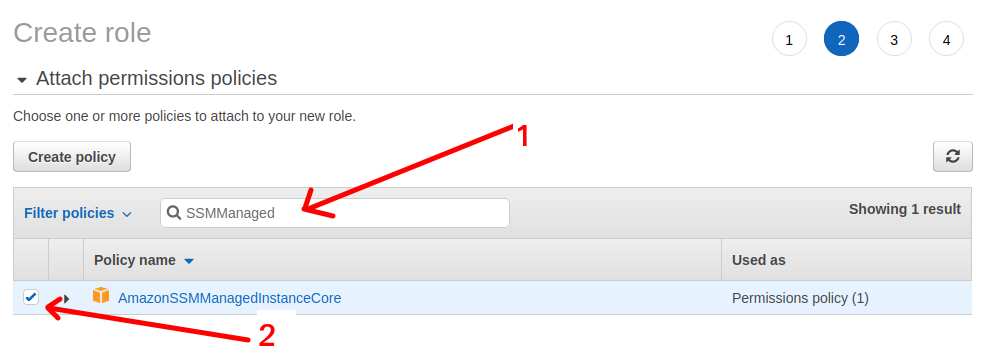 Create role
1 2 3 4
Attach permissions policies
Choose one or more policies to attach to your new role.
1
Create policy
Filter policies
SSMManaged
Showing 1 result
Policy name
Used as
AmazonSSMManagedInstanceCore
Permissions policy (1)
2